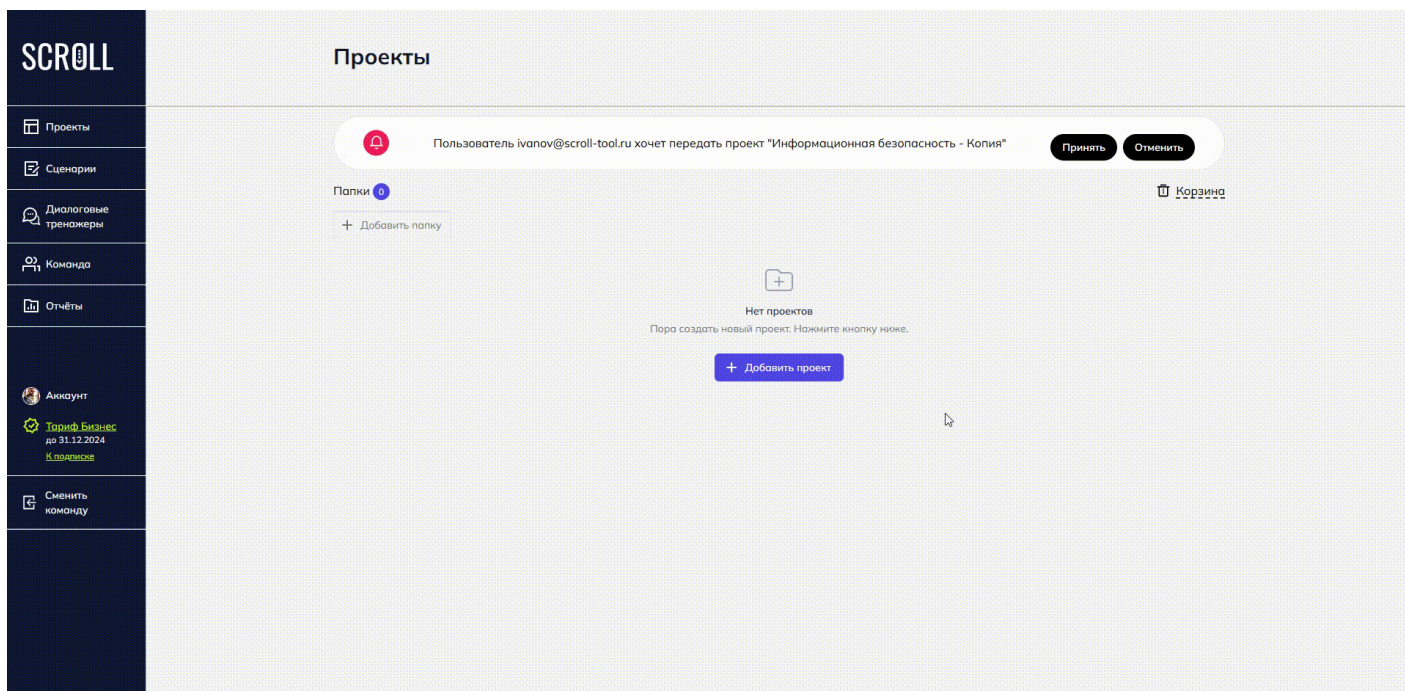 SCROLL
Проекты
Проекты
Сценарии
Диалоговые
тренажеры
Команда
Отчёты
Аккаунт
Тариф Бизнес
до 31.12.2024
К подписке
Сменить
команду
Пользователь ivanov@scroll-tool.ru хочет передать проект "Информационная безопасность - Копия"
Принять
Отменить
Папки 0
Корзина
+ Добавить папку
Нет проектов
Пора создать новый проект. Нажмите кнопку ниже.
+ Добавить проект